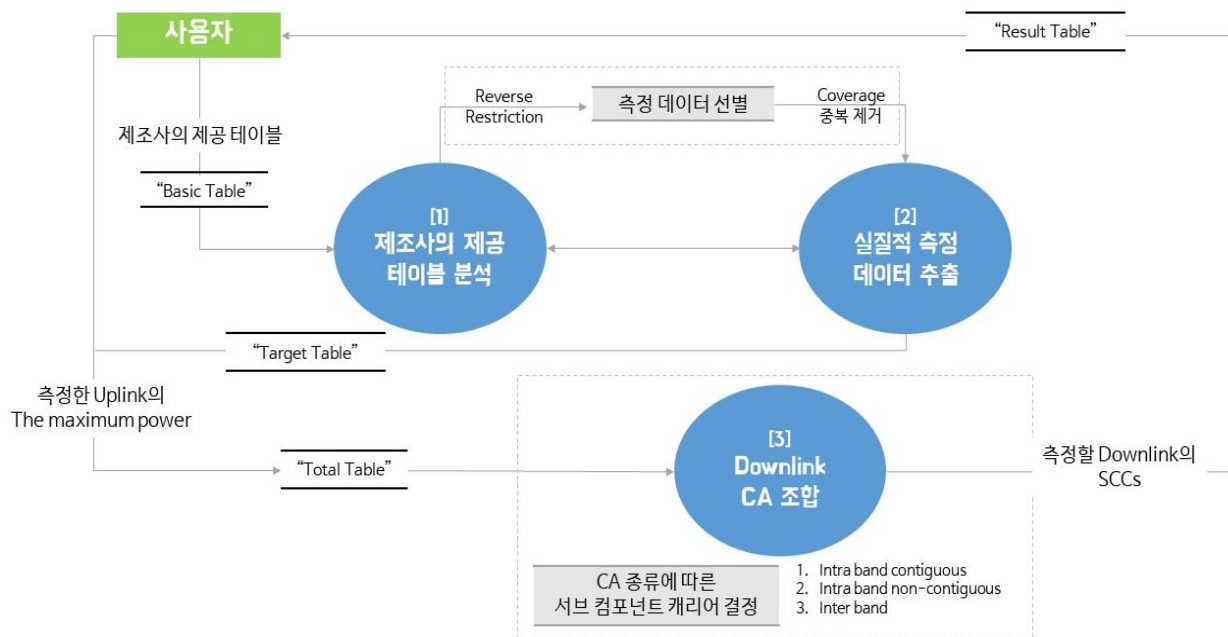 사용자
“Result Table”
Reverse
Restriction
측정 데이터 선별
Coverage
중복 제거
제조사의 제공 테이블
“Basic Table”
[1]
제조사의 제공
테이블 분석
[2]
실질적 측정
데이터 추출
“Target Table”
측정한 Uplink의
The maximum power
“Total Table”
[3]
Downlink
CA 조합
측정할 Downlink의
SCCs
CA 종류에 따른
서브 컴포넌트 캐리어 결정
1. Intra band contiguous
2. Intra band non-contiguous
3. Inter band